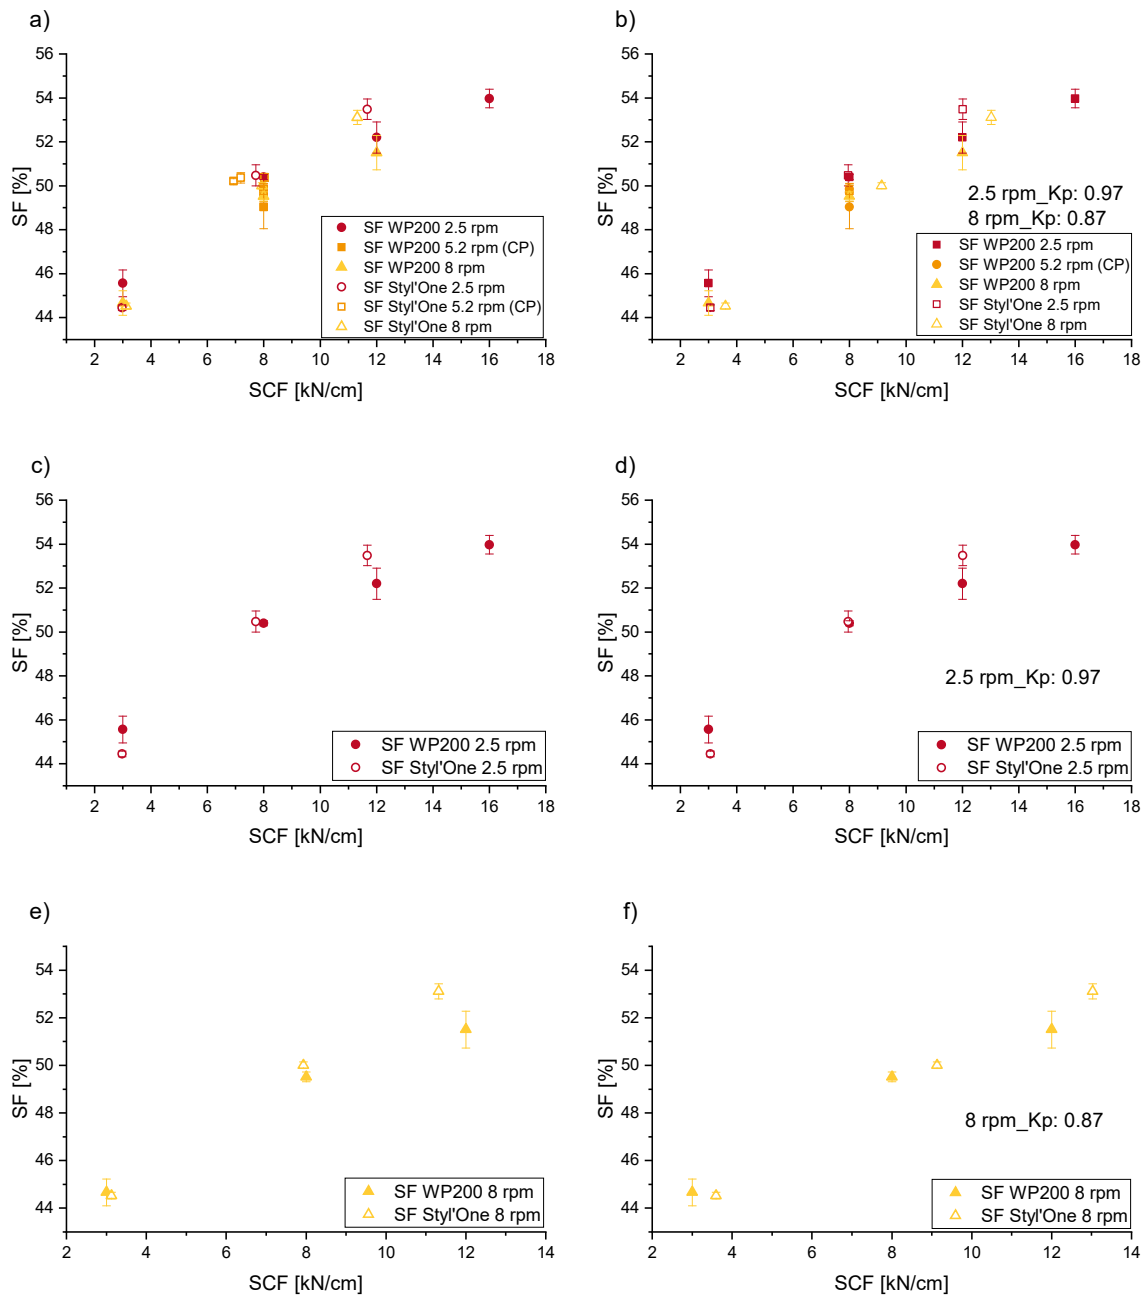 a)
56
54
52
50
48
46
44
SF [%]
2 4 6 8 10 12 14 16 18
SCF [kN/cm]
SF WP200 2.5 rpm
SF WP200 5.2 rpm (CP)
SF WP200 8 rpm
SF Styl'One 2.5 rpm
SF Styl'One 5.2 rpm (CP)
SF Styl'One 8 rpm
b)
56
54
52
50
48
46
44
SF [%]
2 4 6 8 10 12 14 16 18
SCF [kN/cm]
2.5 rpm_Kp: 0.97
8 rpm_Kp: 0.87
SF WP200 2.5 rpm
SF WP200 5.2 rpm (CP)
SF WP200 8 rpm
SF Styl'One 2.5 rpm
SF Styl'One 8 rpm
c)
56
54
52
50
48
46
44
SF [%]
2 4 6 8 10 12 14 16 18
SCF [kN/cm]
SF WP200 2.5 rpm
SF Styl'One 2.5 rpm
d)
56
54
52
50
48
46
44
SF [%]
2 4 6 8 10 12 14 16 18
SCF [kN/cm]
2.5 rpm_Kp: 0.97
SF WP200 2.5 rpm
SF Styl'One 2.5 rpm
e)
54
52
50
48
46
44
SF [%]
2 4 6 8 10 12 14
SCF [kN/cm]
SF WP200 8 rpm
SF Styl'One 8 rpm
f)
54
52
50
48
46
44
SF [%]
2 4 6 8 10 12 14
SCF [kN/cm]
8 rpm_Kp: 0.87
SF WP200 8 rpm
SF Styl'One 8 rpm